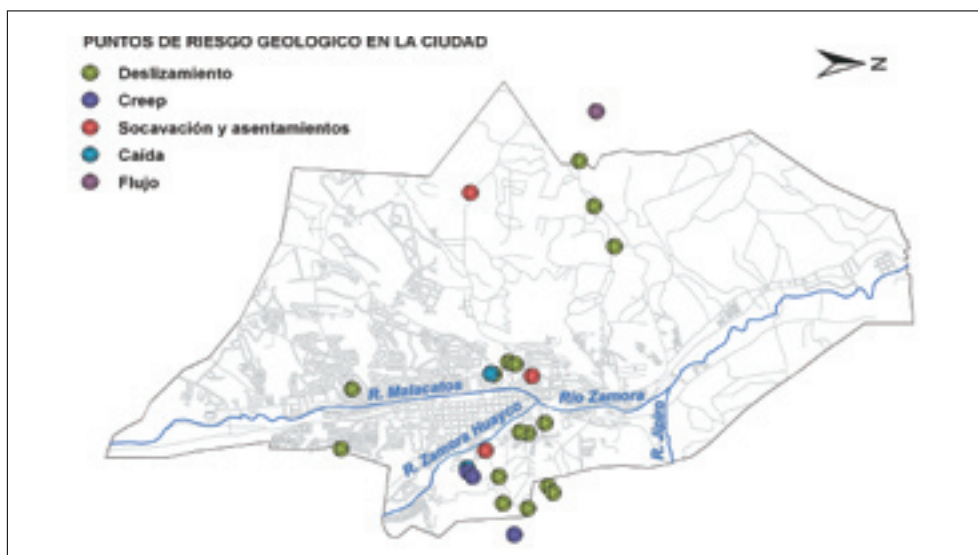 PUNTOS DE RIESGO GEOLOGICO EN LA CIUDAD
Deslizamiento
Creep
Socavación y asentamientos
Caída
Flujo
N
R. Malacatos
Río Zamora
R. Zamora Huayco
R. Jipiro